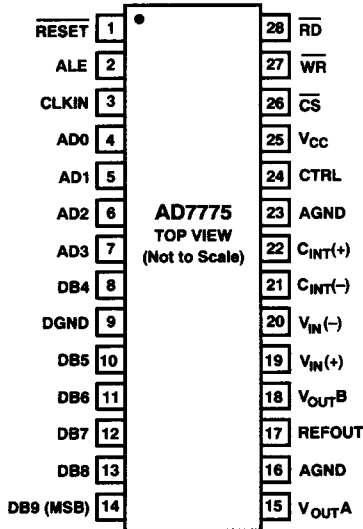 RESET 1 28 RD
ALE 2 27 WR
CLKIN 3 26 CS
AD0 4 25 VCC
AD1 5 24 CTRL
AD2 6 AD7775 23 AGND
TOP VIEW
AD3 7 (Not to Scale) 22 CINT(+)
DB4 8 21 CINT(–)
DGND 9 20 VIN(–)
DB5 10 19 VIN(+)
DB6 11 18 VOUTB
DB7 12 17 REFOUT
DB8 13 16 AGND
DB9 (MSB) 14 15 VOUTA